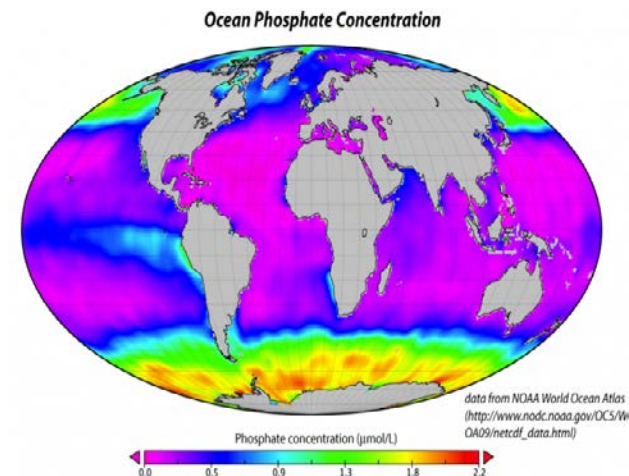 Ocean Phosphate Concentration
data from NOAA World Ocean Atlas
(http://www.nodc.noaa.gov/OC5/W
OA09/netcdf_data.html)
Phosphate concentration (μmol/L)
0.0 0.5 0.9 1.3 1.8 2.2